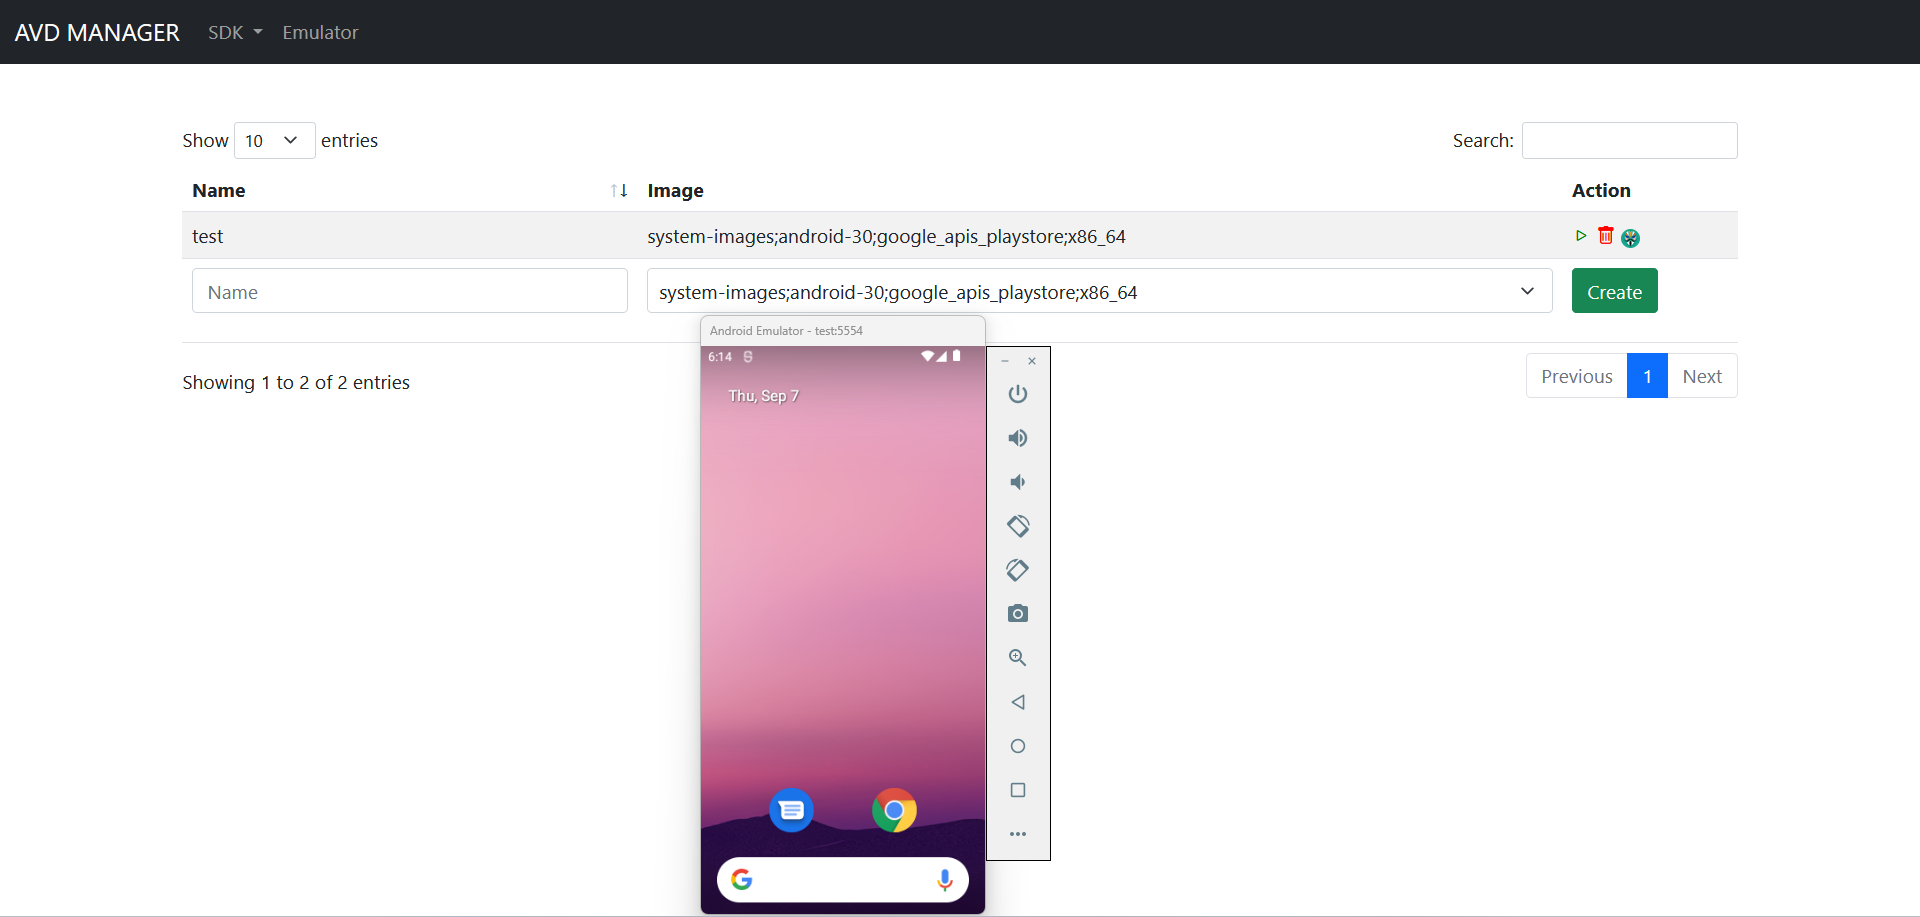 AVD MANAGER SDK Emulator
Show 10 entries Search:
Name Image Action
test system-images;android-30;google_apis_playstore;x86_64
Name system-images;android-30;google_apis_playstore;x86_64 Create
Android Emulator - test:5554
6:14
Thu, Sep 7
Showing 1 to 2 of 2 entries
Previous 1 Next